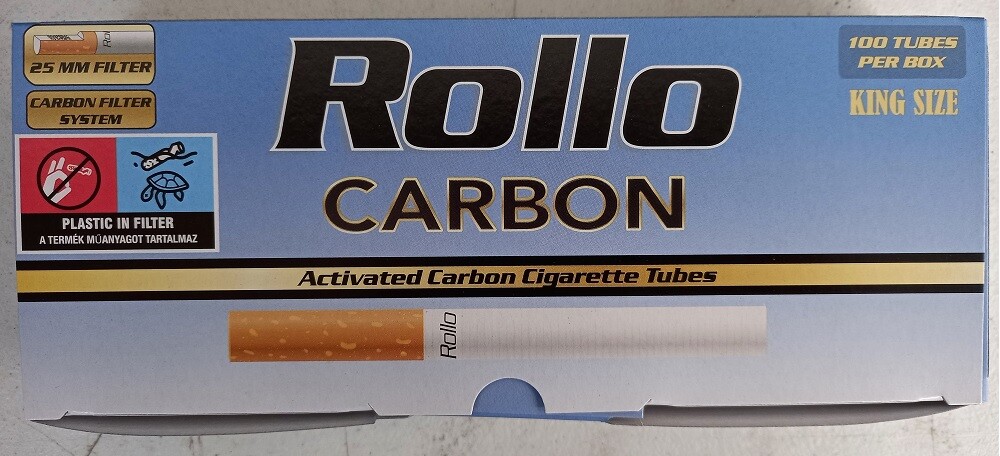 Rol
25 MM FILTER
CARBON FILTER
SYSTEM
PLASTIC IN FILTER
A TERMÉK MŰANYAGOT TARTALMAZ
Rollo
CARBON
100 TUBES
PER BOX
KING SIZE
Activated Carbon Cigarette Tubes
Rollo